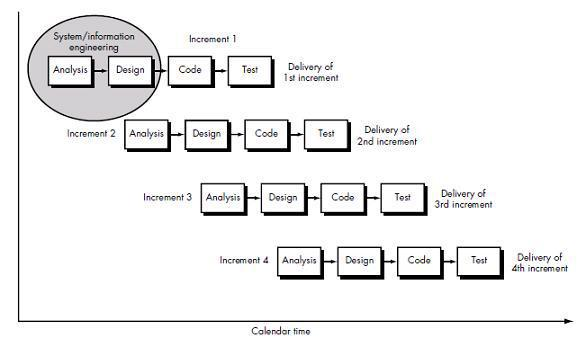 System/information
engineering
Increment 1
Analysis
Design
Code
Test
Delivery of
1st increment
Increment 2
Analysis
Design
Code
Test
Delivery of
2nd increment
Increment 3
Analysis
Design
Code
Test
Delivery of
3rd increment
Increment 4
Analysis
Design
Code
Test
Delivery of
4th increment
Calendar time